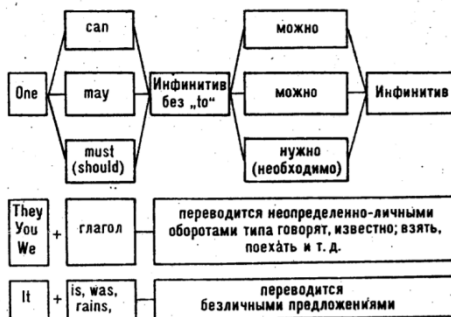 can
можно
One
may
Инфинитив
без „to“
можно
Инфинитив
must
(should)
нужно
(необходимо)
They
You
We
+
глагол
переводится неопределенно-личными
оборотами типа говорят, известно; взять,
поехать и т. д.
It
+
is, was,
rains,
переводится
безличными предложениями